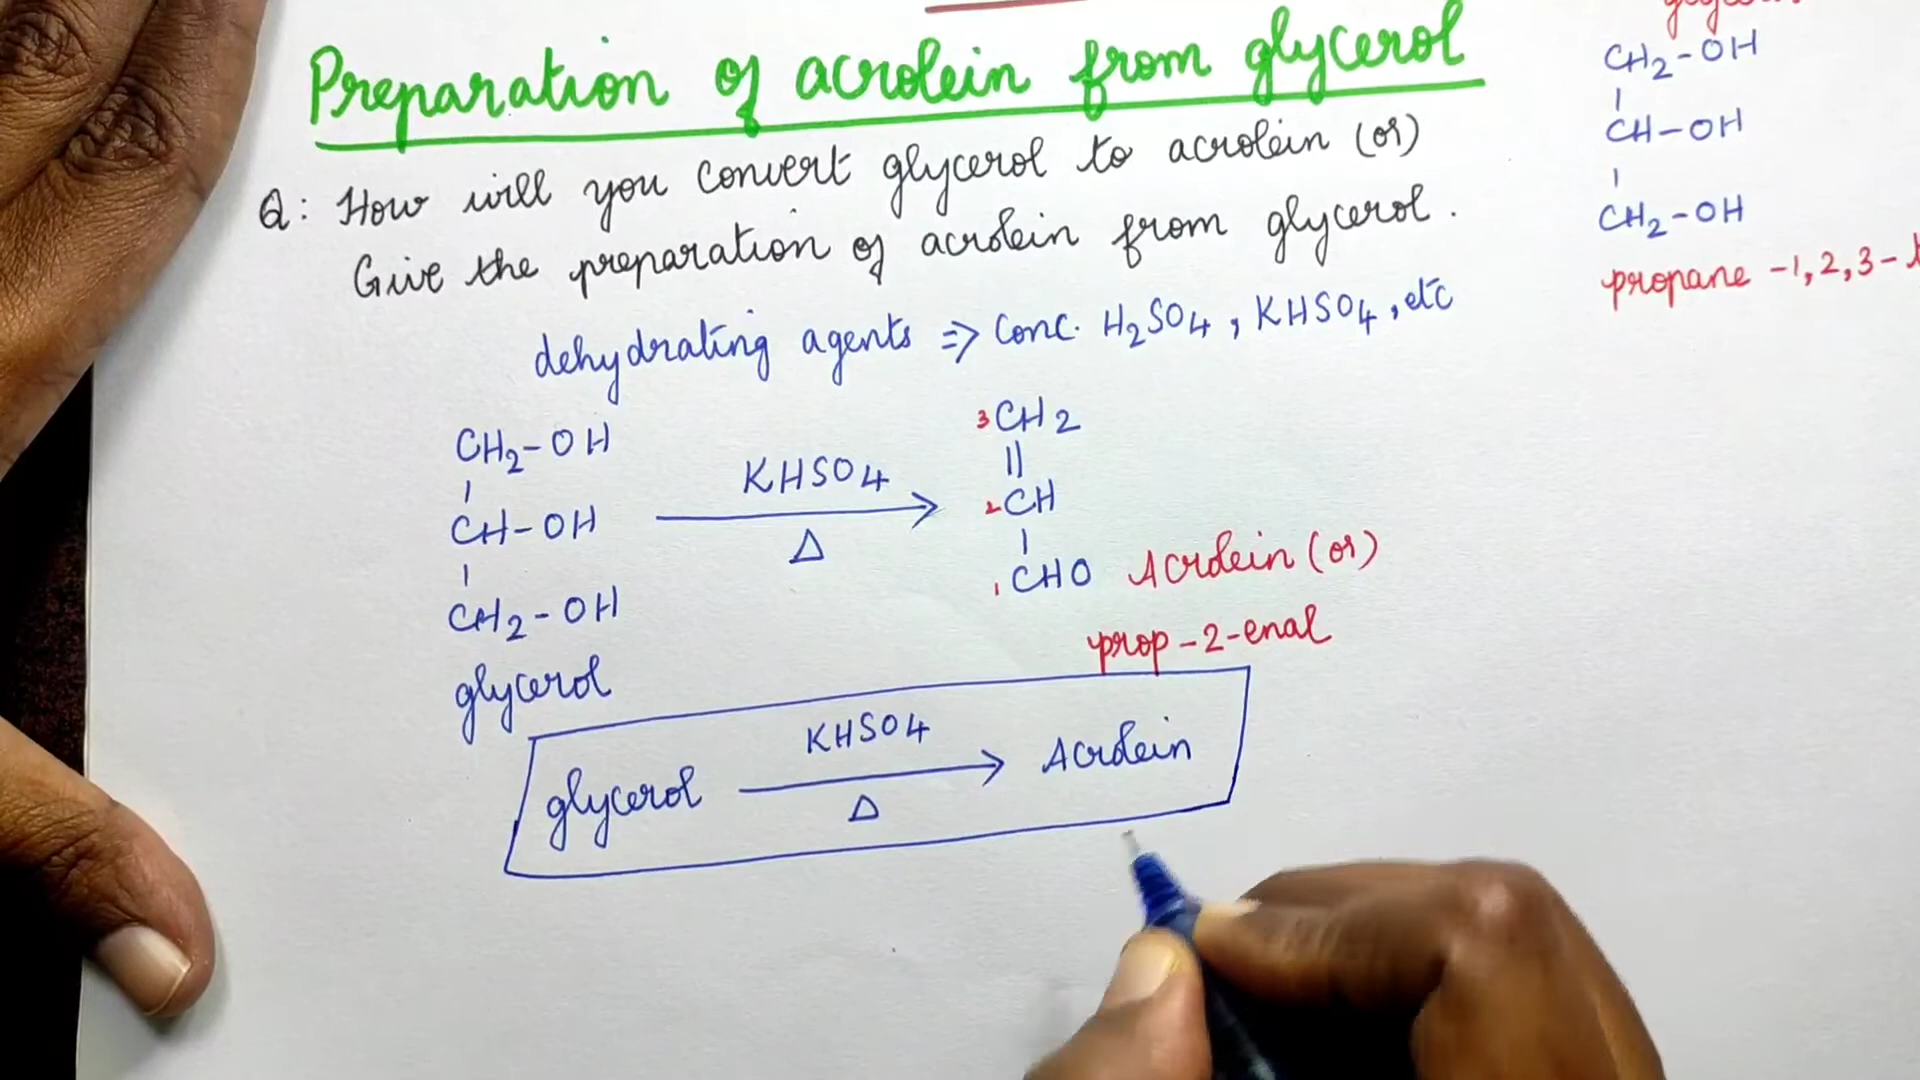 Preparation of acrolein from glycerol
Q: How will you convert glycerol to acrolein (or)
Give the preparation of acrolein from glycerol.
dehydrating agents ⇒ Conc. H2SO4, KHSO4, etc
CH2-OH
CH-OH
CH2-OH
glycerol
KHSO4
Δ
3CH2
||
2CH
1CHO Acrolein (or)
prop-2-enal
glycerol KHSO4 → Acrolein
Δ
CH2-OH
CH-OH
CH2-OH
propane -1,2,3-